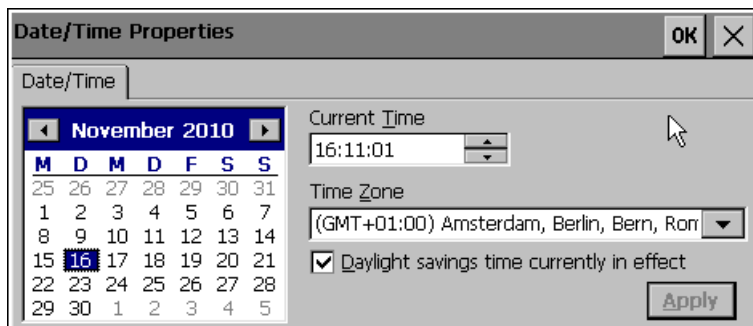 Date/Time Properties OK
Date/Time
November 2010
M D M D F S S
25 26 27 28 29 30 31
1 2 3 4 5 6 7
8 9 10 11 12 13 14
15 16 17 18 19 20 21
22 23 24 25 26 27 28
29 30 1 2 3 4 5
Current Time
16:11:01
Time Zone
(GMT+01:00) Amsterdam, Berlin, Bern, Rom
Daylight savings time currently in effect
Apply